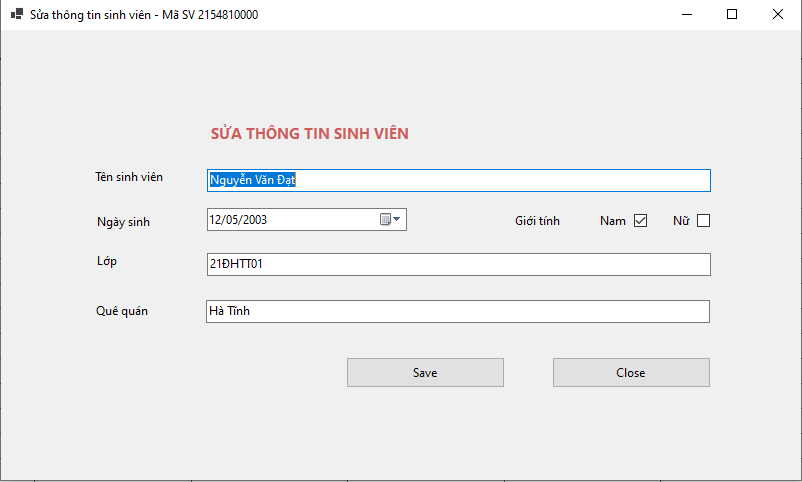 Sửa thông tin sinh viên - Mã SV 2154810000
SỬA THÔNG TIN SINH VIÊN
Tên sinh viên Nguyễn Văn Đạt
Ngày sinh 12/05/2003 Giới tính Nam Nữ
Lớp 21ĐHTT01
Quê quán Hà Tĩnh
Save Close